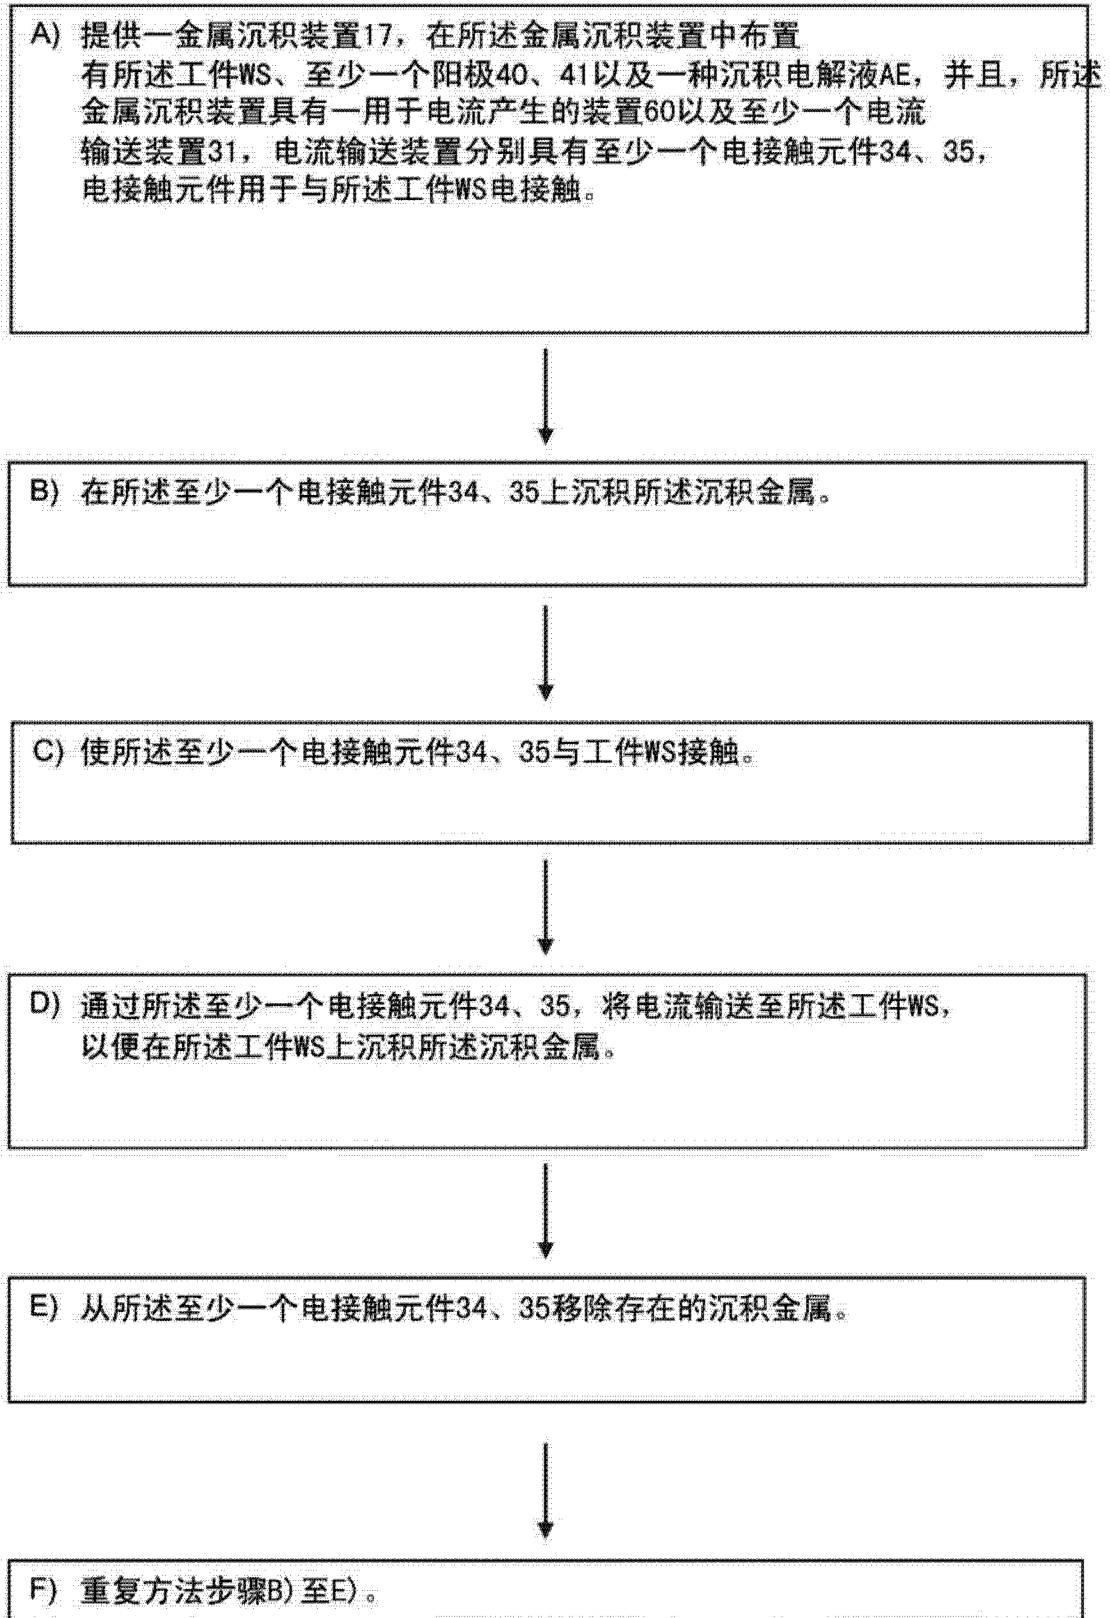 A) 提供一金属沉积装置17，在所述金属沉积装置中布置
有所述工件WS、至少一个阳极40、41以及一种沉积电解液AE，并且，所述
金属沉积装置具有一用于电流产生的装置60以及至少一个电流
输送装置31，电流输送装置分别具有至少一个电接触元件34、35，
电接触元件用于与所述工件WS电接触。
B) 在所述至少一个电接触元件34、35上沉积所述沉积金属。
C) 使所述至少一个电接触元件34、35与工件WS接触。
D) 通过所述至少一个电接触元件34、35，将电流输送至所述工件WS，
以便在所述工件WS上沉积所述沉积金属。
E) 从所述至少一个电接触元件34、35移除存在的沉积金属。
F) 重复方法步骤B)至E)。